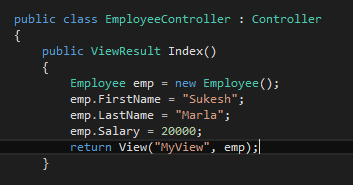 public class EmployeeController : Controller
{
    public ViewResult Index()
    {
        Employee emp = new Employee();
        emp.FirstName = "Sukesh";
        emp.LastName = "Marla";
        emp.Salary = 20000;
        return View("MyView", emp);
    }